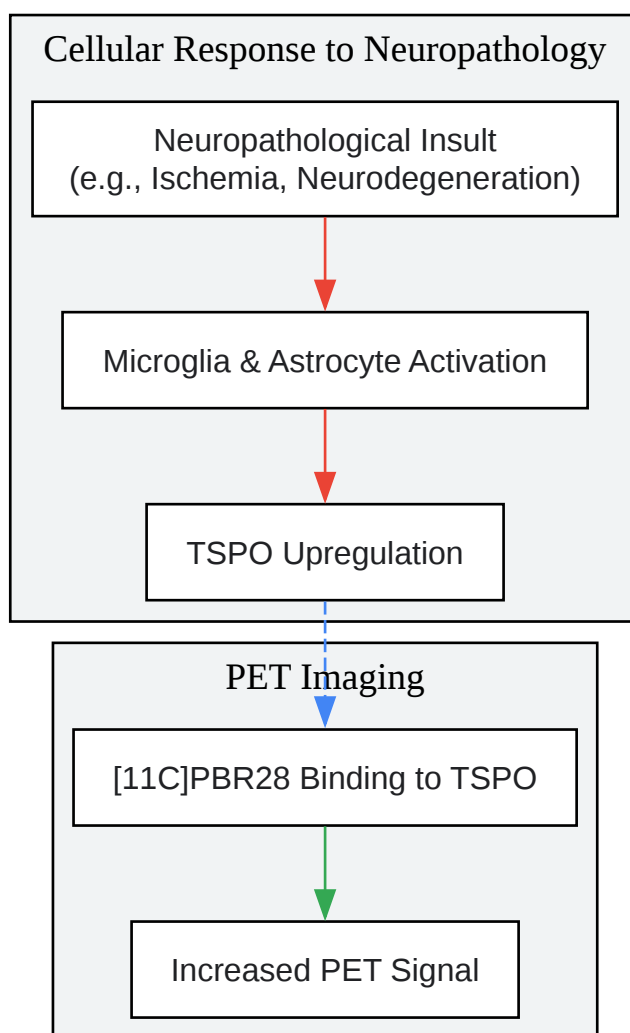 Cellular Response to Neuropathology
Neuropathological Insult
(e.g., Ischemia, Neurodegeneration)
Microglia & Astrocyte Activation
TSPO Upregulation
PET Imaging
[11C]PBR28 Binding to TSPO
Increased PET Signal